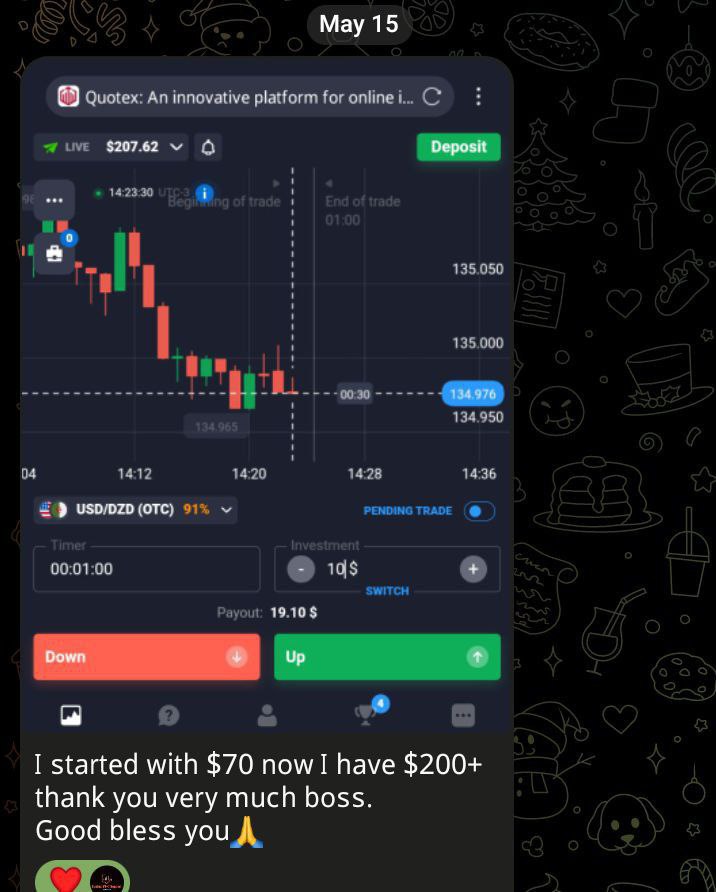 May 15
Quotex: An innovative platform for online i...
LIVE $207.62
Deposit
14:23:30 UTC-3 i
Beginning of trade
End of trade
01:00
0
135.050
135.000
00:30
134.976
134.950
134.965
04 14:12 14:20 14:28 14:36
USD/DZD (OTC) 91%
PENDING TRADE
Timer
00:01:00
Investment
- 10 $ +
SWITCH
Payout: 19.10 $
Down
Up
?
4
I started with $70 now I have $200+
thank you very much boss.
Good bless you🙏